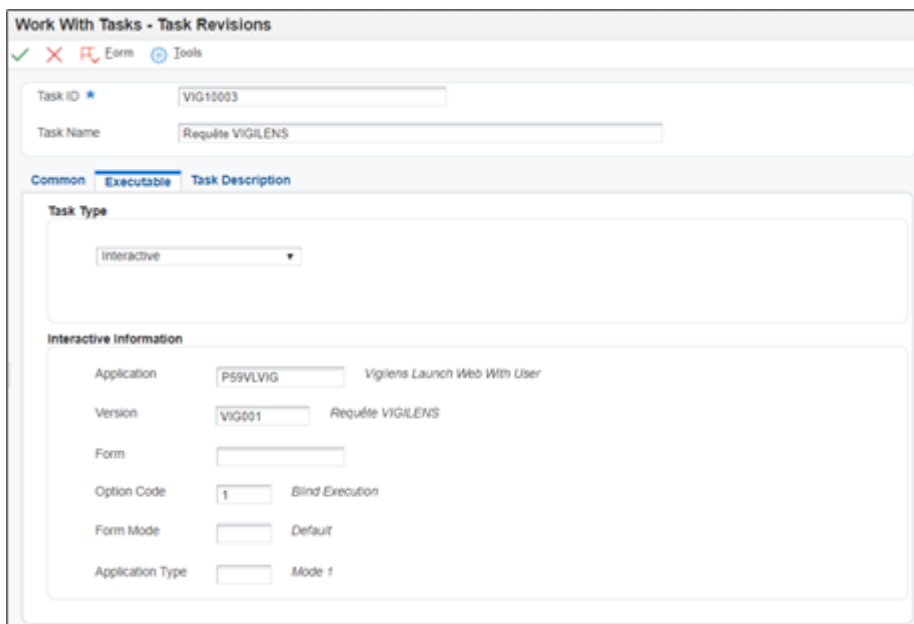 Work With Tasks - Task Revisions
Form Tools
Task ID * VIG10003
Task Name Requête VIGILENS
Common Executable Task Description
Task Type
Interactive
Interactive Information
Application P59VLVIG Vigilens Launch Web With User
Version VIG001 Requête VIGILENS
Form
Option Code 1 Blind Execution
Form Mode Default
Application Type Mode 1